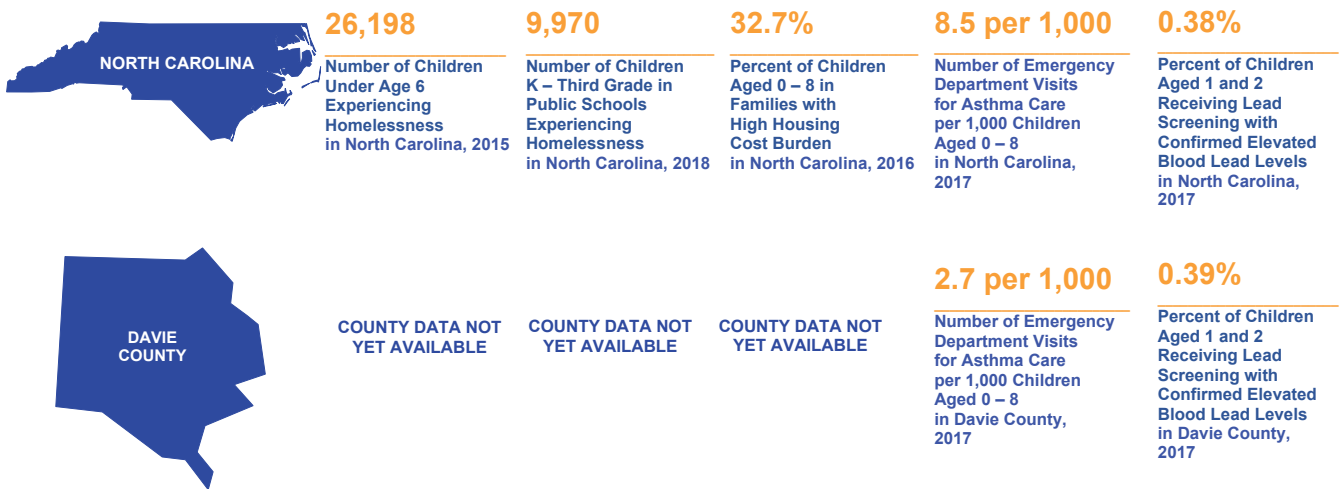 NORTH CAROLINA
26,198
Number of Children
Under Age 6
Experiencing
Homelessness
in North Carolina, 2015
9,970
Number of Children
K – Third Grade in
Public Schools
Experiencing
Homelessness
in North Carolina, 2018
32.7%
Percent of Children
Aged 0 – 8 in
Families with
High Housing
Cost Burden
in North Carolina, 2016
8.5 per 1,000
Number of Emergency
Department Visits
for Asthma Care
per 1,000 Children
Aged 0 – 8
in North Carolina,
2017
0.38%
Percent of Children
Aged 1 and 2
Receiving Lead
Screening with
Confirmed Elevated
Blood Lead Levels
in North Carolina,
2017
DAVIE
COUNTY
COUNTY DATA NOT
YET AVAILABLE
COUNTY DATA NOT
YET AVAILABLE
COUNTY DATA NOT
YET AVAILABLE
2.7 per 1,000
Number of Emergency
Department Visits
for Asthma Care
per 1,000 Children
Aged 0 – 8
in Davie County,
2017
0.39%
Percent of Children
Aged 1 and 2
Receiving Lead
Screening with
Confirmed Elevated
Blood Lead Levels
in Davie County,
2017